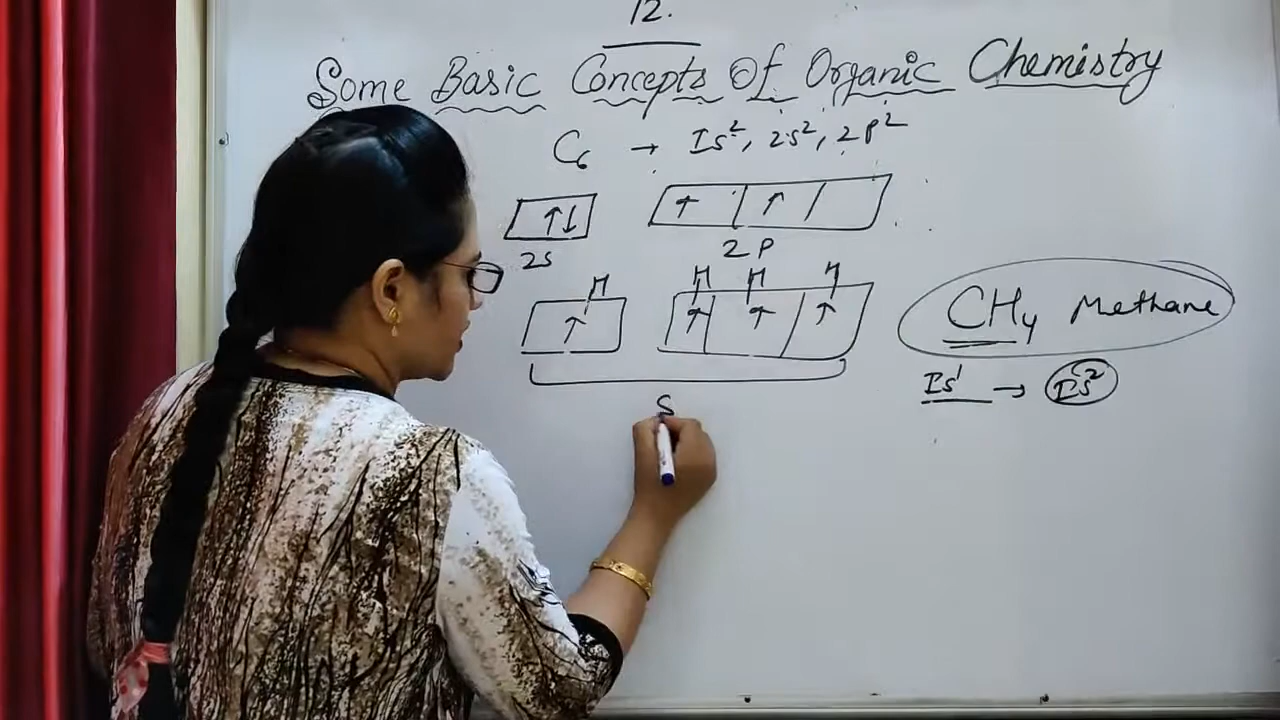 12.
Some Basic Concepts Of Organic Chemistry
C6 → 1s², 2s², 2p²
↑↓ ↑ ↑
2s 2p
H H H H
↑ ↑ ↑ ↑
CH4 Methane
1s¹ → 1s²
S